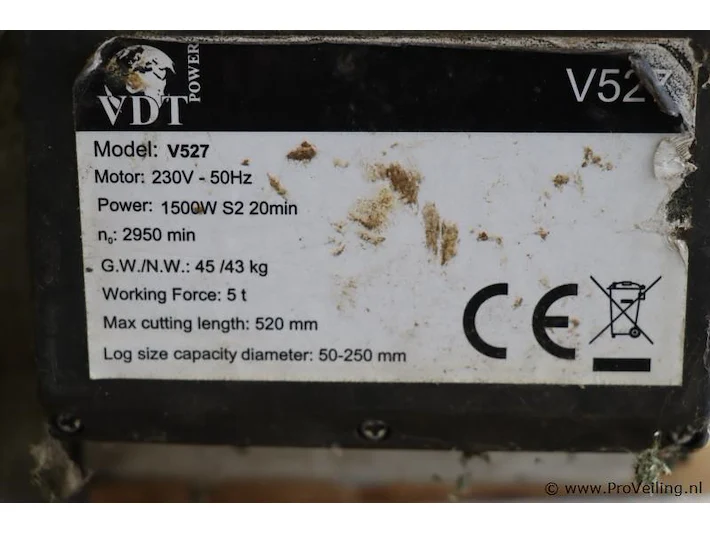 VDT POWER
V527
Model: V527
Motor: 230V - 50Hz
Power: 1500W S2 20min
n₀: 2950 min
G.W./N.W.: 45 /43 kg
Working Force: 5 t
Max cutting length: 520 mm
Log size capacity diameter: 50-250 mm
CE
© www.ProVeiling.nl